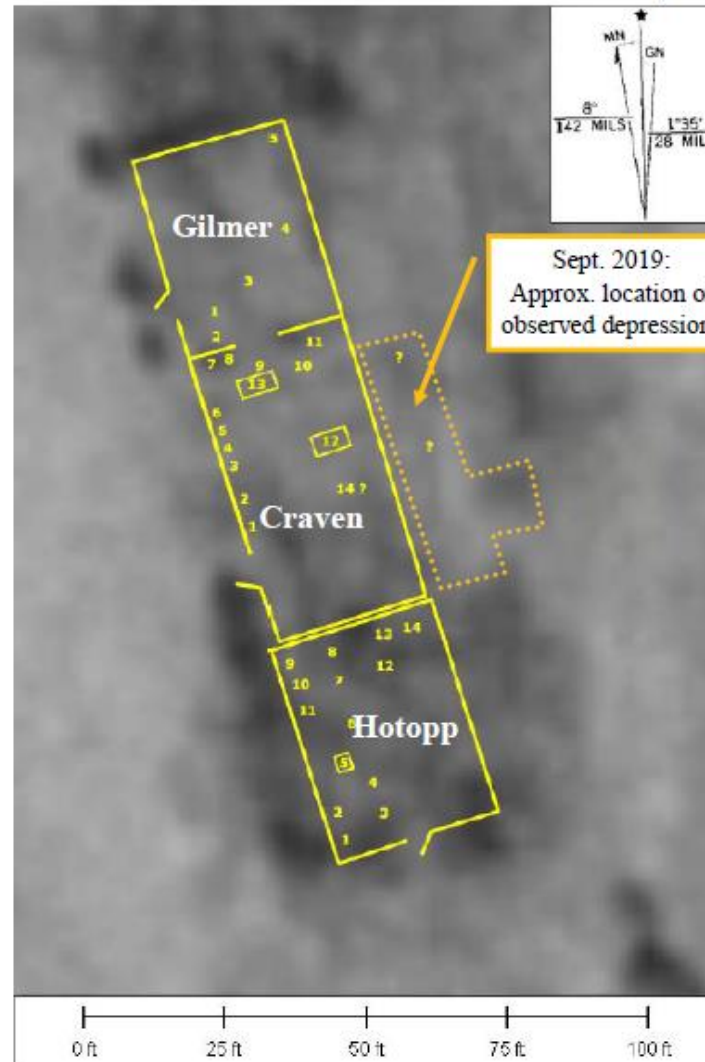 MN
GN
8°
142 MILS
1°35'
28 MIL
Gilmer
5
4
3
1
2
Sept. 2019:
Approx. location o
observed depression
11
7 8 9 10
13
?
6
5
4
3
2
1
12
?
14 ?
Craven
13 14
9 8 12
10 7
11
6
Hotopp
5
4
2 3
1
0 ft 25 ft 50 ft 75 ft 100 ft